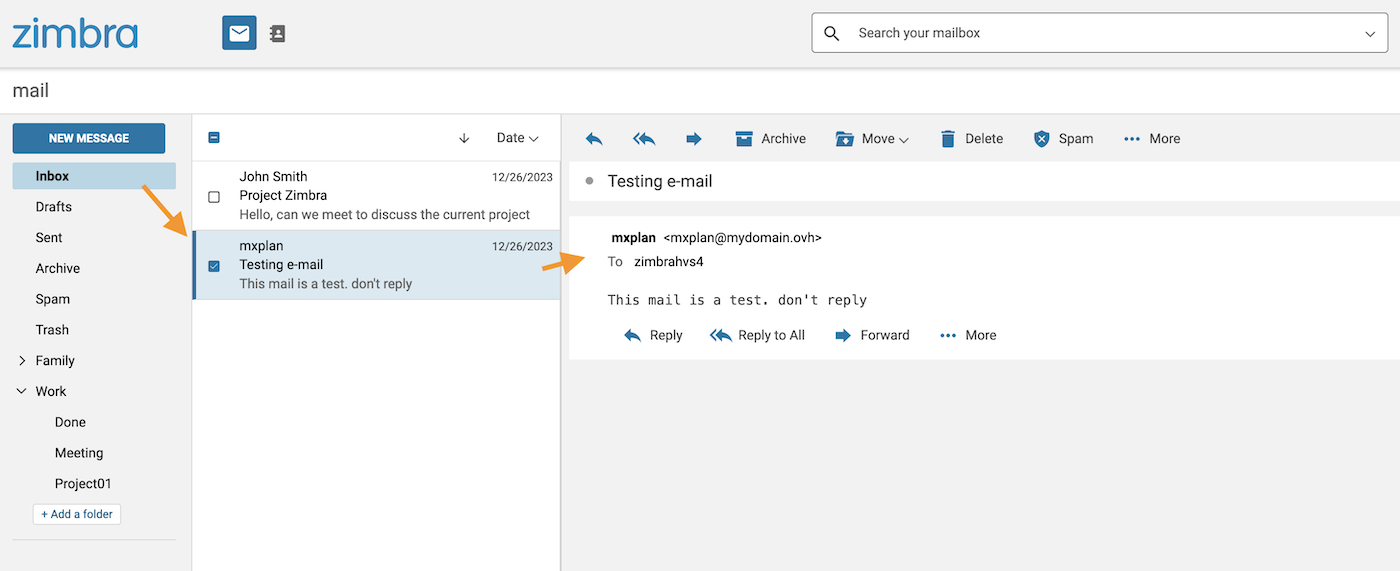 zimbra
Search your mailbox
mail
NEW MESSAGE
Inbox
Drafts
Sent
Archive
Spam
Trash
Family
Work
Done
Meeting
Project01
+ Add a folder
Date
John Smith 12/26/2023
Project Zimbra
Hello, can we meet to discuss the current project
mxplan 12/26/2023
Testing e-mail
This mail is a test. don't reply
Archive Move Delete Spam More
Testing e-mail
mxplan <mxplan@mydomain.ovh>
To zimbrahvs4
This mail is a test. don't reply
Reply Reply to All Forward More